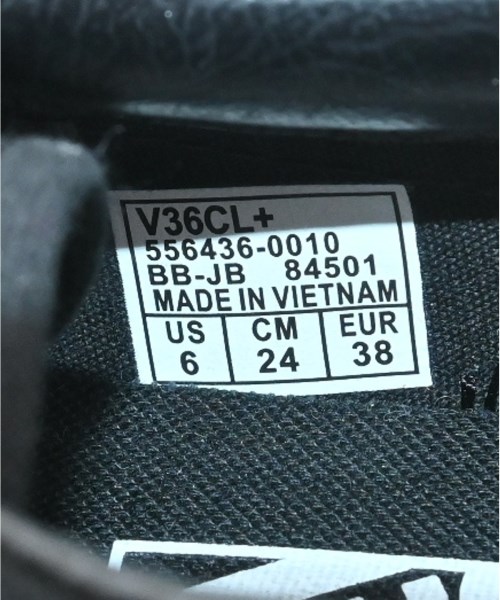 V36CL+
556436-0010
BB-JB 84501
MADE IN VIETNAM
US CM EUR
6 24 38